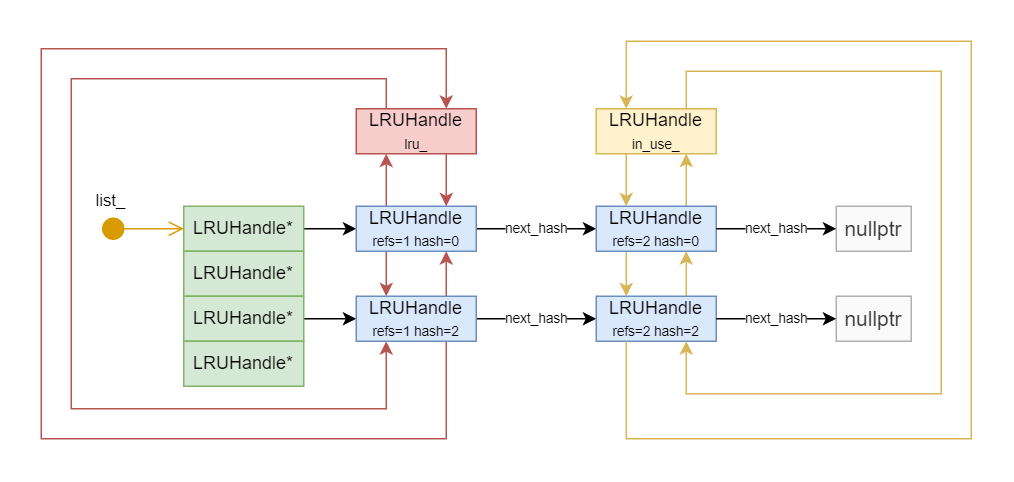 LRUHandle
lru_
LRUHandle
in_use_
list_
LRUHandle*
LRUHandle
refs=1 hash=0
next_hash
LRUHandle
refs=2 hash=0
next_hash
nullptr
LRUHandle*
LRUHandle*
LRUHandle
refs=1 hash=2
next_hash
LRUHandle
refs=2 hash=2
next_hash
nullptr
LRUHandle*